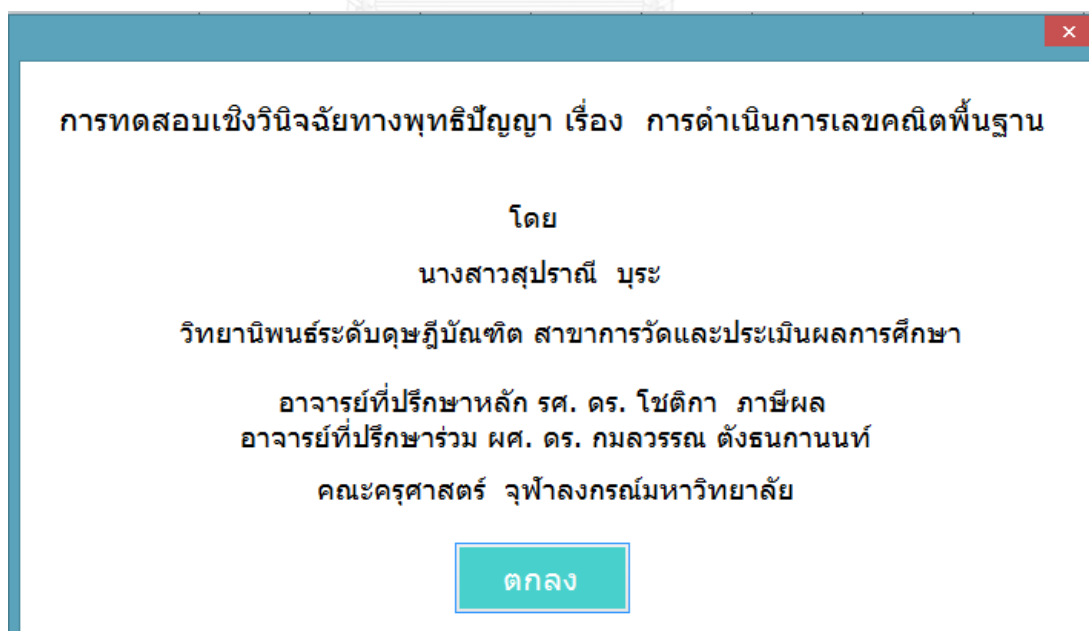 การทดสอบเชิงวินิจฉัยทางพุทธิปัญญา เรื่อง การดำเนินการเลขคณิตพื้นฐาน
โดย
นางสาวสุปราณี บุระ
วิทยานิพนธ์ระดับดุษฎีบัณฑิต สาขาการวัดและประเมินผลการศึกษา
อาจารย์ที่ปรึกษาหลัก รศ. ดร. โชติกา ภาษีผล
อาจารย์ที่ปรึกษาร่วม ผศ. ดร. กมลวรรณ ตังธนกานนท์
คณะครุศาสตร์ จุฬาลงกรณ์มหาวิทยาลัย
ตกลง